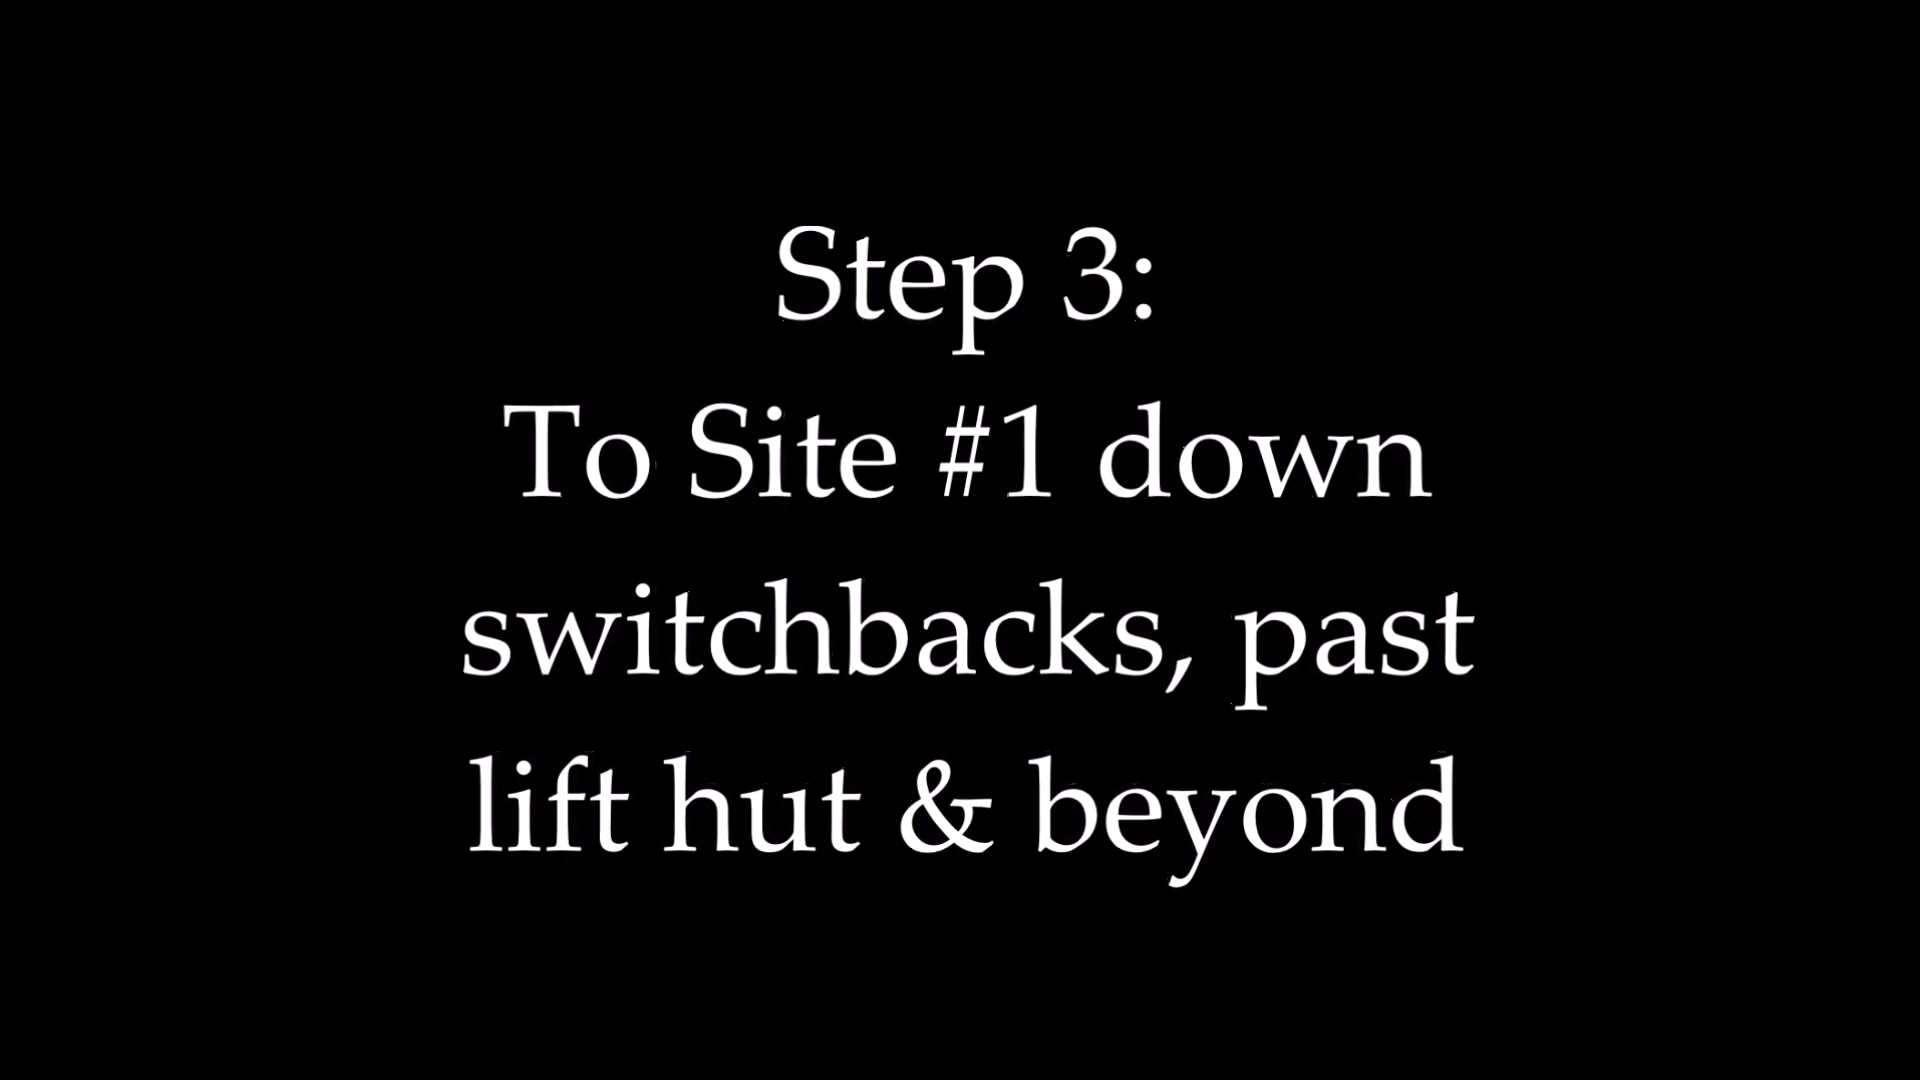 Step 3:
To Site #1 down
switchbacks, past
lift hut & beyond